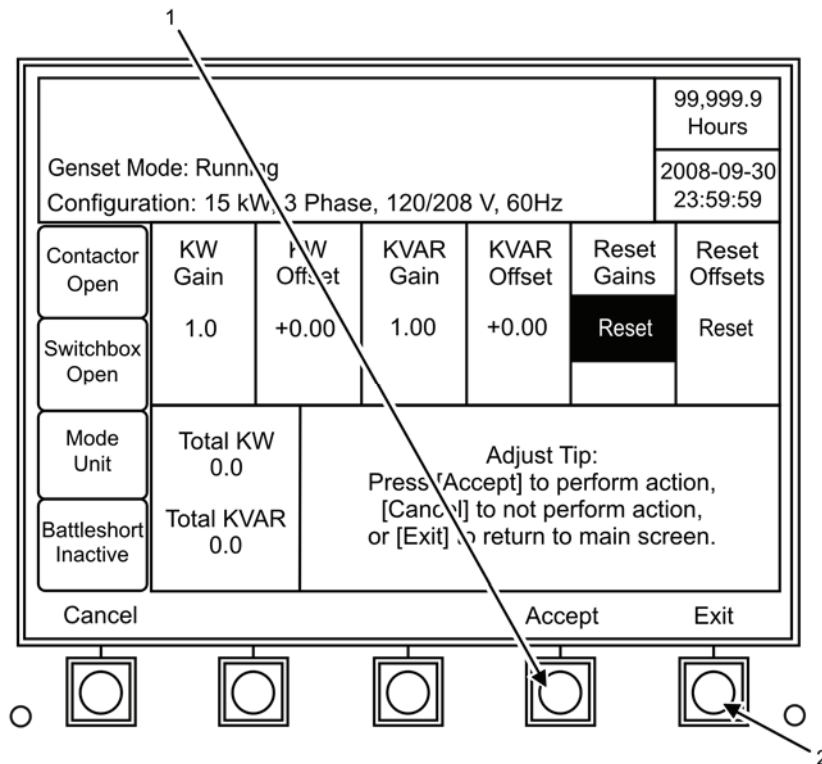 1
99,999.9
Hours
Genset Mode: Running
Configuration: 15 kW, 3 Phase, 120/208 V, 60Hz
2008-09-30
23:59:59
Contactor
Open
Switchbox
Open
Mode
Unit
Battleshort
Inactive
KW
Gain
1.0
KW
Offset
+0.00
KVAR
Gain
1.00
KVAR
Offset
+0.00
Reset
Gains
Reset
Reset
Offsets
Reset
Total KW
0.0
Total KVAR
0.0
Adjust Tip:
Press [Accept] to perform action,
[Cancel] to not perform action,
or [Exit] to return to main screen.
Cancel
Accept
Exit
2